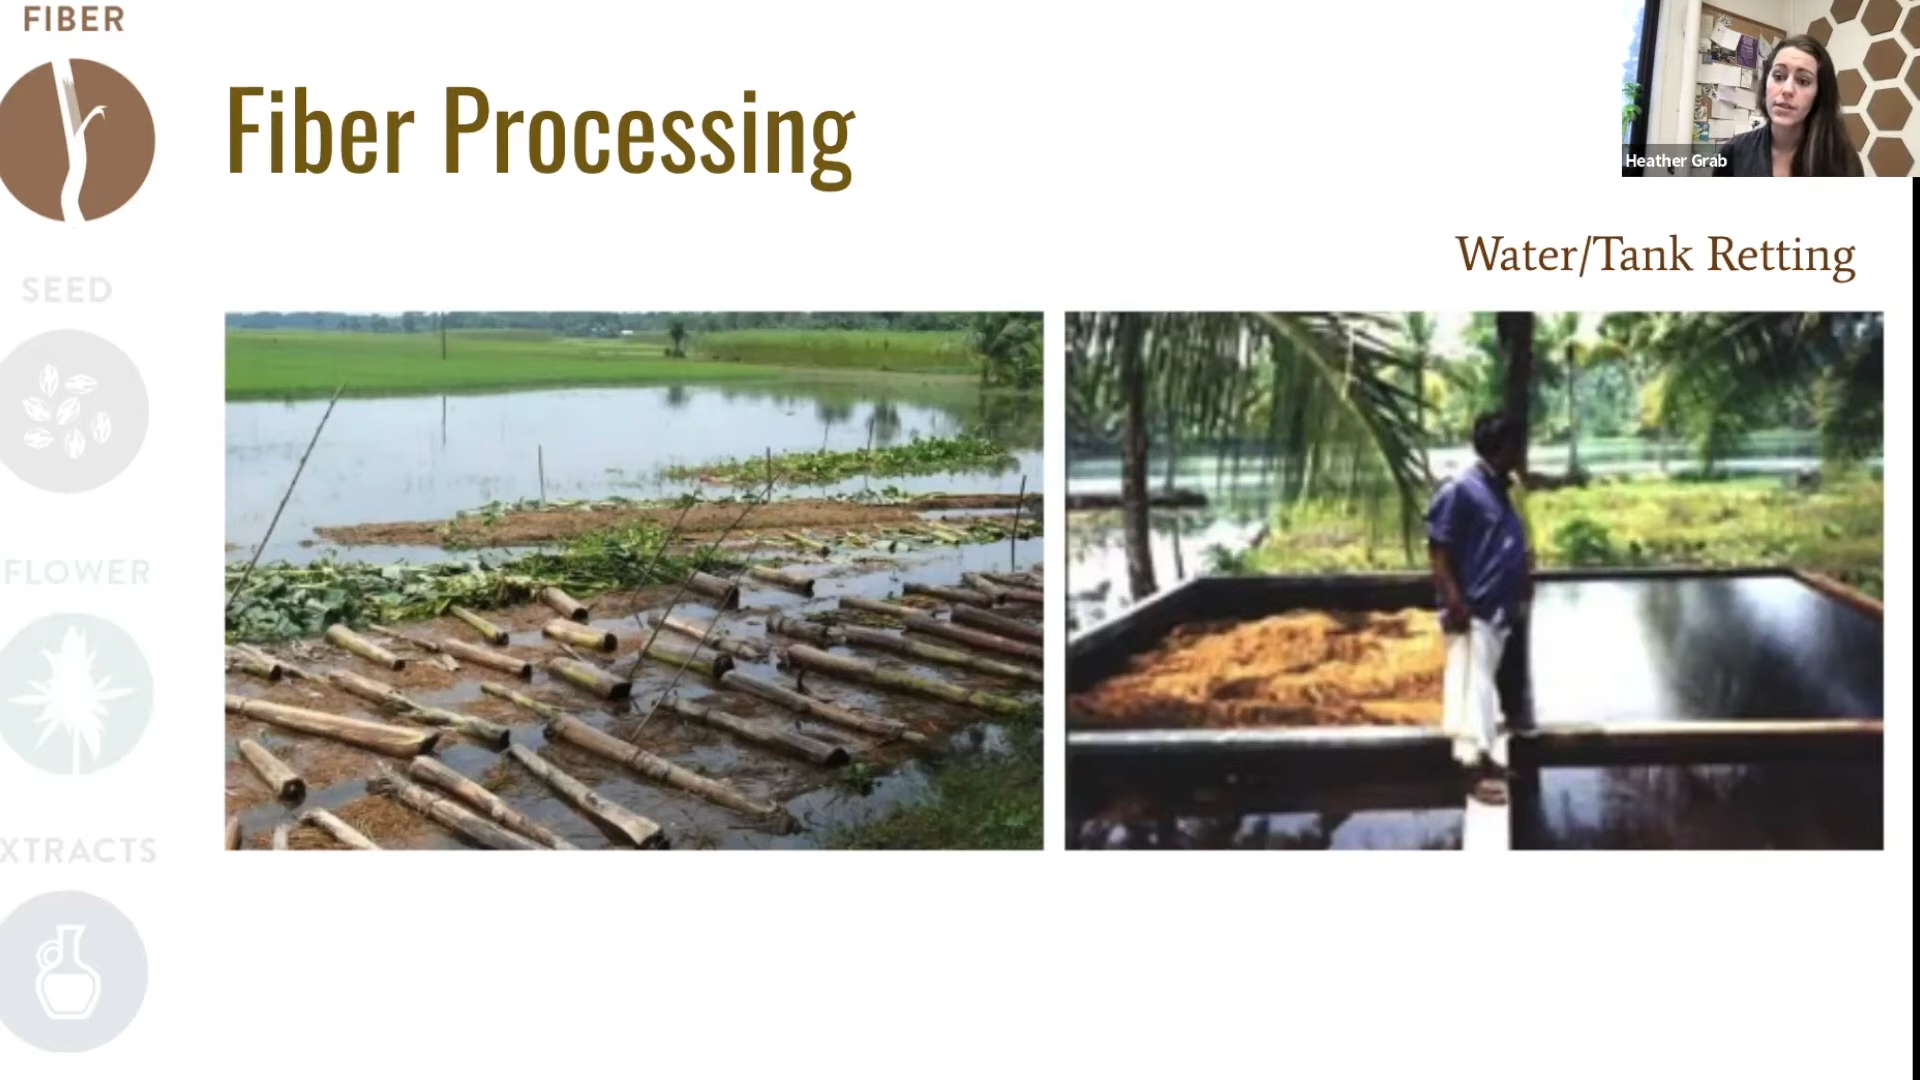 FIBER
Fiber Processing
Heather Grab
Water/Tank Retting
SEED
FLOWER
XTRACTS